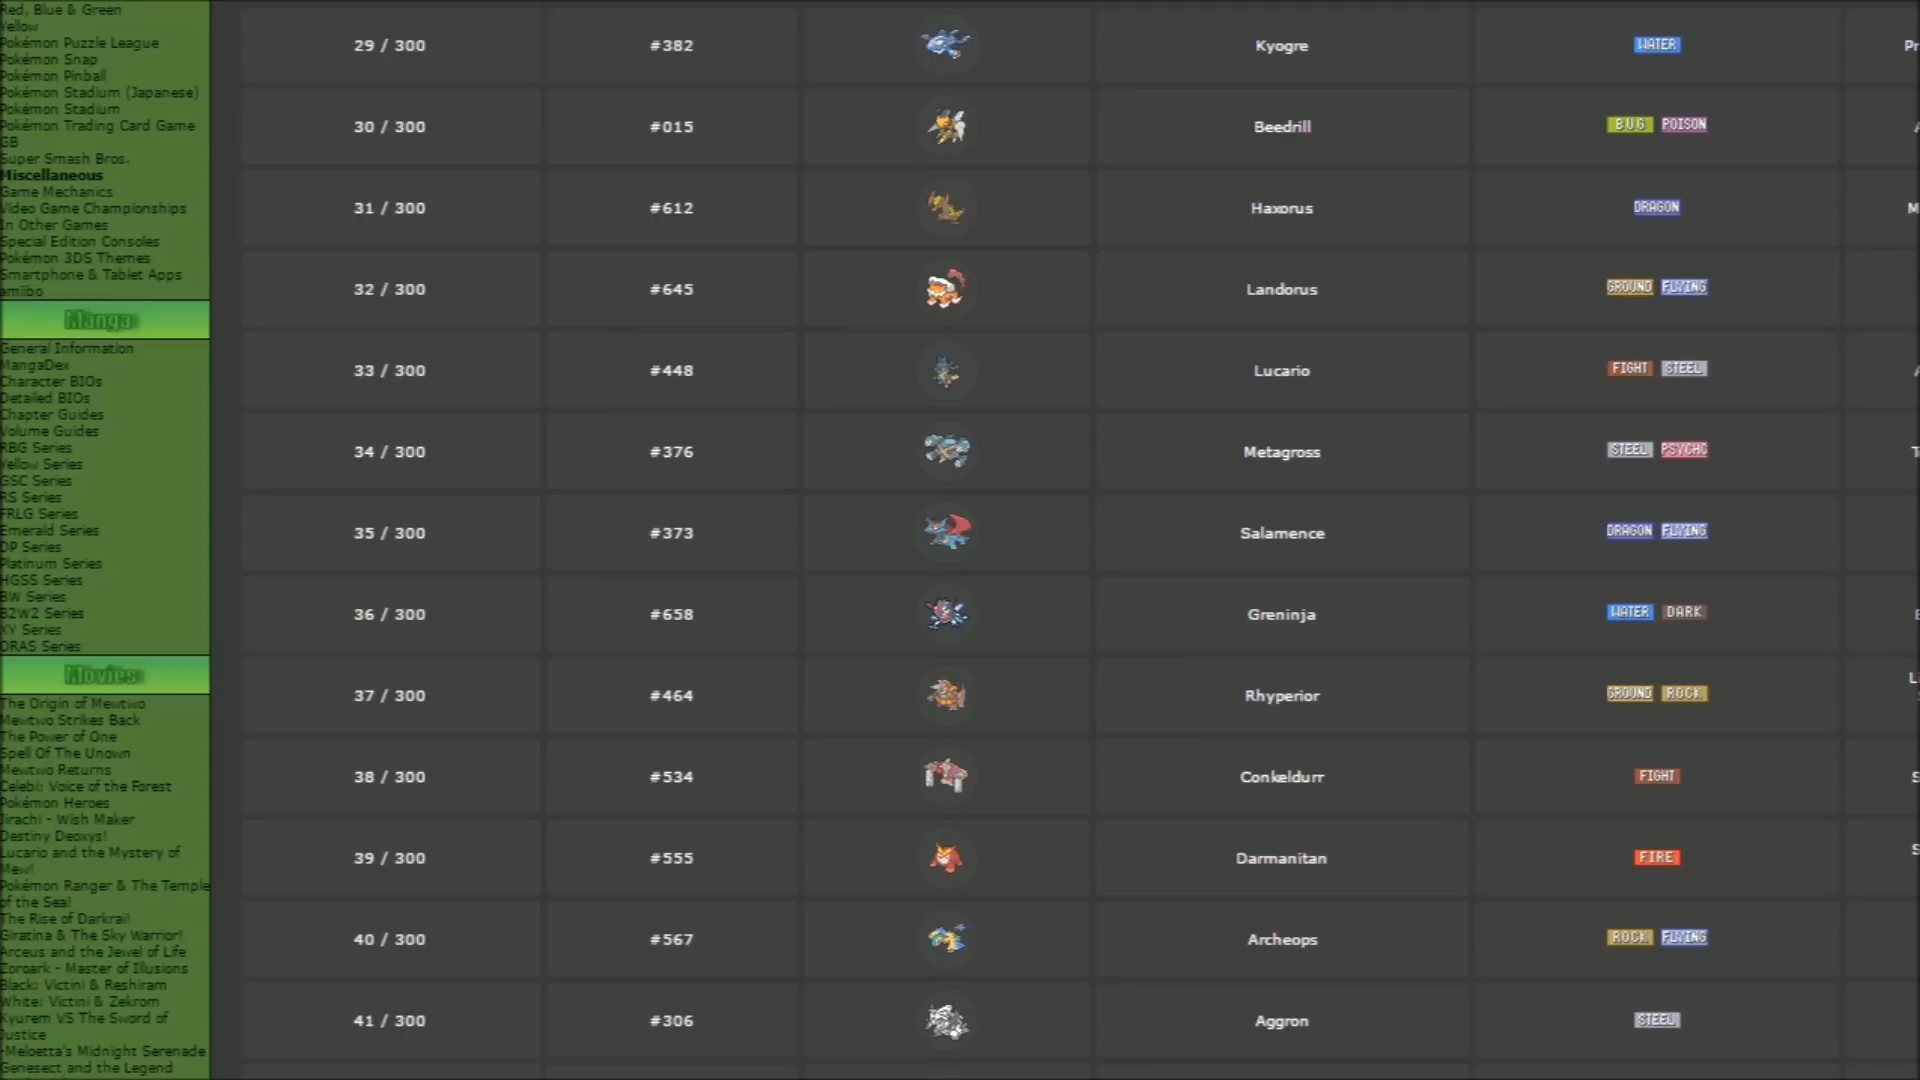 Red, Blue & Green
Yellow
Pokémon Puzzle League
Pokémon Snap
Pokémon Pinball
Pokémon Stadium (Japanese)
Pokémon Stadium
Pokémon Trading Card Game
GB
Super Smash Bros.
Miscellaneous
Game Mechanics
Video Game Championships
In Other Games
Special Edition Consoles
Pokémon 3DS Themes
Smartphone & Tablet Apps
amiibo
Manga:
General Information
MangaDex
Character BIOs
Detailed BIOs
Chapter Guides
Volume Guides
RBG Series
Yellow Series
GSC Series
RS Series
FRLG Series
Emerald Series
DP Series
Platinum Series
HGSS Series
BW Series
B2W2 Series
XY Series
ORAS Series
Movies:
The Origin of Mewtwo
Mewtwo Strikes Back
The Power of One
Spell Of The Unown
Mewtwo Returns
Celebi: Voice of the Forest
Pokémon Heroes
Jirachi - Wish Maker
Destiny Deoxys!
Lucario and the Mystery of
Mew!
Pokémon Ranger & The Temple
of the Sea!
The Rise of Darkrai!
Giratina & The Sky Warrior!
Arceus and the Jewel of Life
Zoroark - Master of Illusions
Black: Victini & Reshiram
White: Victini & Zekrom
Kyurem VS The Sword of
Justice
-Meloetta's Midnight Serenade
Genesect and the Legend
29 / 300 #382 Kyogre WATER Pr
30 / 300 #015 Beedrill BUG POISON
31 / 300 #612 Haxorus DRAGON M
32 / 300 #645 Landorus GROUND FLYING
33 / 300 #448 Lucario FIGHT STEEL
34 / 300 #376 Metagross STEEL PSYCHC
35 / 300 #373 Salamence DRAGON FLYING
36 / 300 #658 Greninja WATER DARK
37 / 300 #464 Rhyperior GROUND ROCK
38 / 300 #534 Conkeldurr FIGHT
39 / 300 #555 Darmanitan FIRE
40 / 300 #567 Archeops ROCK FLYING
41 / 300 #306 Aggron STEEL